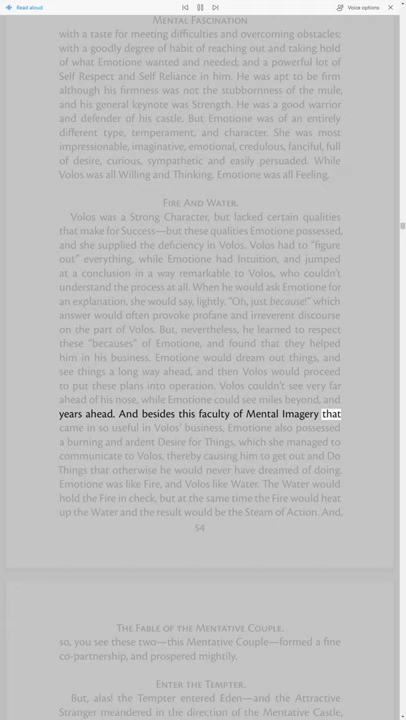 Read aloud
Voice options
MENTAL FASCINATION
with a taste for meeting difficulties and overcoming obstacles;
with a goodly degree of habit of reaching out and taking hold
of what Emotione wanted and needed; and a powerful lot of
Self Respect and Self Reliance in him. He was apt to be firm
although his firmness was not the stubbornness of the mule,
and his general keynote was Strength. He was a good warrior
and defender of his castle. But Emotione was of an entirely
different type, temperament, and character. She was most
impressionable, imaginative, emotional, credulous, fanciful, full
of desire, curious, sympathetic and easily persuaded. While
Volos was all Willing and Thinking, Emotione was all Feeling.
FIRE AND WATER.
Volos was a Strong Character, but lacked certain qualities
that make for Success—but these qualities Emotione possessed,
and she supplied the deficiency in Volos. Volos had to "figure
out" everything, while Emotione had Intuition, and jumped
at a conclusion in a way remarkable to Volos, who couldn't
understand the process at all. When he would ask Emotione for
an explanation, she would say, lightly, "Oh, just because!" which
answer would often provoke profane and irreverent discourse
on the part of Volos. But, nevertheless, he learned to respect
these "becauses" of Emotione, and found that they helped
him in his business. Emotione would dream out things, and
see things a long way ahead, and then Volos would proceed
to put these plans into operation. Volos couldn't see very far
ahead of his nose, while Emotione could see miles beyond, and
years ahead. And besides this faculty of Mental Imagery that
came in so useful in Volos' business, Emotione also possessed
a burning and ardent Desire for Things, which she managed to
communicate to Volos, thereby causing him to get out and Do
Things that otherwise he would never have dreamed of doing.
Emotione was like Fire, and Volos like Water. The Water would
hold the Fire in check, but at the same time the Fire would heat
up the Water and the result would be the Steam of Action. And,
54
THE FABLE OF THE MENTATIVE COUPLE.
so, you see these two—this Mentative Couple—formed a fine
co-partnership, and prospered mightily.
ENTER THE TEMPTER.
But, alas! the Tempter entered Eden—and the Attractive
Stranger meandered in the direction of the Mentative Castle,